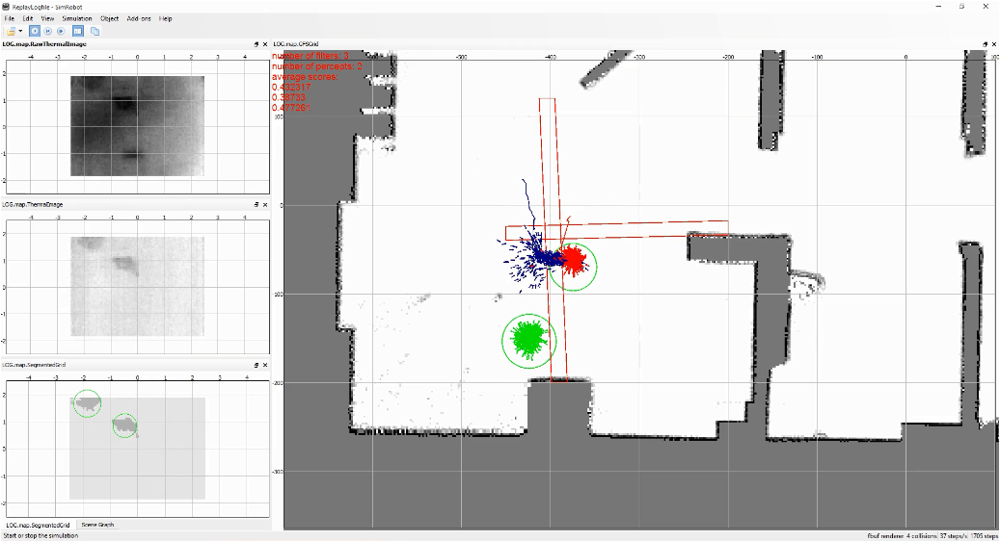 ReplayLogfile - SimRobot
File Edit View Simulation Object Add-ons Help
LOG.map.RawThermalImage
-4 -3 -2 -1 0 1 2 3 4
2
1
0
-1
-2
LOG.map.ThermalImage
-4 -3 -2 -1 0 1 2 3 4
2
1
0
-1
-2
LOG.map.SegmentedGrid
-4 -3 -2 -1 0 1 2 3 4
2
1
0
-1
-2
LOG.map.SegmentedGrid Scene Graph
LOG.map.GFSGrid
-500 -400 -300 -200 -100 0
number of filters: 3
number of percepts: 2
average scores:
0.432317
0.39733
0.477261
100
0
-100
-200
-300
Start or stop the simulation
fbuf renderer 4 collisions 37 steps/s 1705 steps